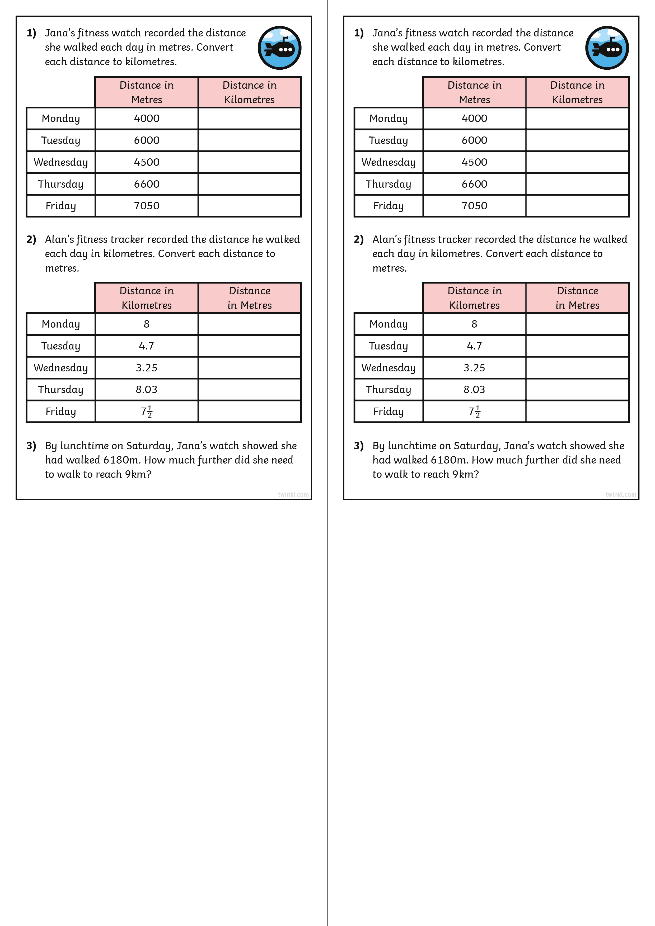 1) Jana's fitness watch recorded the distance
she walked each day in metres. Convert
each distance to kilometres.
Distance in Metres Distance in Kilometres
Monday 4000
Tuesday 6000
Wednesday 4500
Thursday 6600
Friday 7050
2) Alan's fitness tracker recorded the distance he walked
each day in kilometres. Convert each distance to
metres.
Distance in Kilometres Distance in Metres
Monday 8
Tuesday 4.7
Wednesday 3.25
Thursday 8.03
Friday 7½
3) By lunchtime on Saturday, Jana's watch showed she
had walked 6180m. How much further did she need
to walk to reach 9km?
twinkl.com
1) Jana's fitness watch recorded the distance
she walked each day in metres. Convert
each distance to kilometres.
Distance in Metres Distance in Kilometres
Monday 4000
Tuesday 6000
Wednesday 4500
Thursday 6600
Friday 7050
2) Alan's fitness tracker recorded the distance he walked
each day in kilometres. Convert each distance to
metres.
Distance in Kilometres Distance in Metres
Monday 8
Tuesday 4.7
Wednesday 3.25
Thursday 8.03
Friday 7½
3) By lunchtime on Saturday, Jana's watch showed she
had walked 6180m. How much further did she need
to walk to reach 9km?
twinkl.com